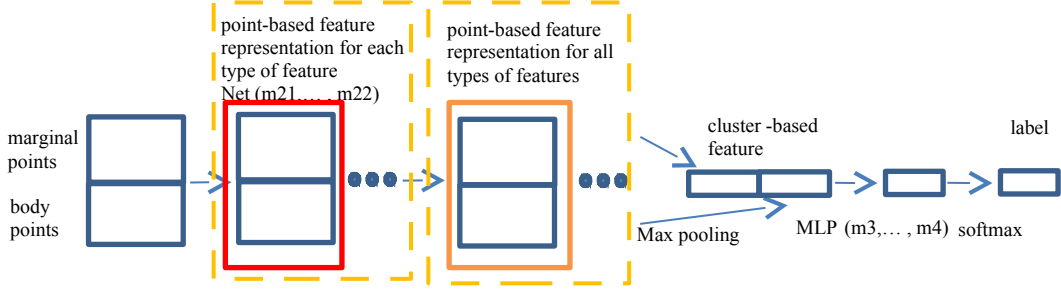 point-based feature
representation for each
type of feature
Net (m21,… , m22)
point-based feature
representation for all
types of features
marginal
points
body
points
cluster -based
feature
label
Max pooling
MLP (m3,… , m4) softmax